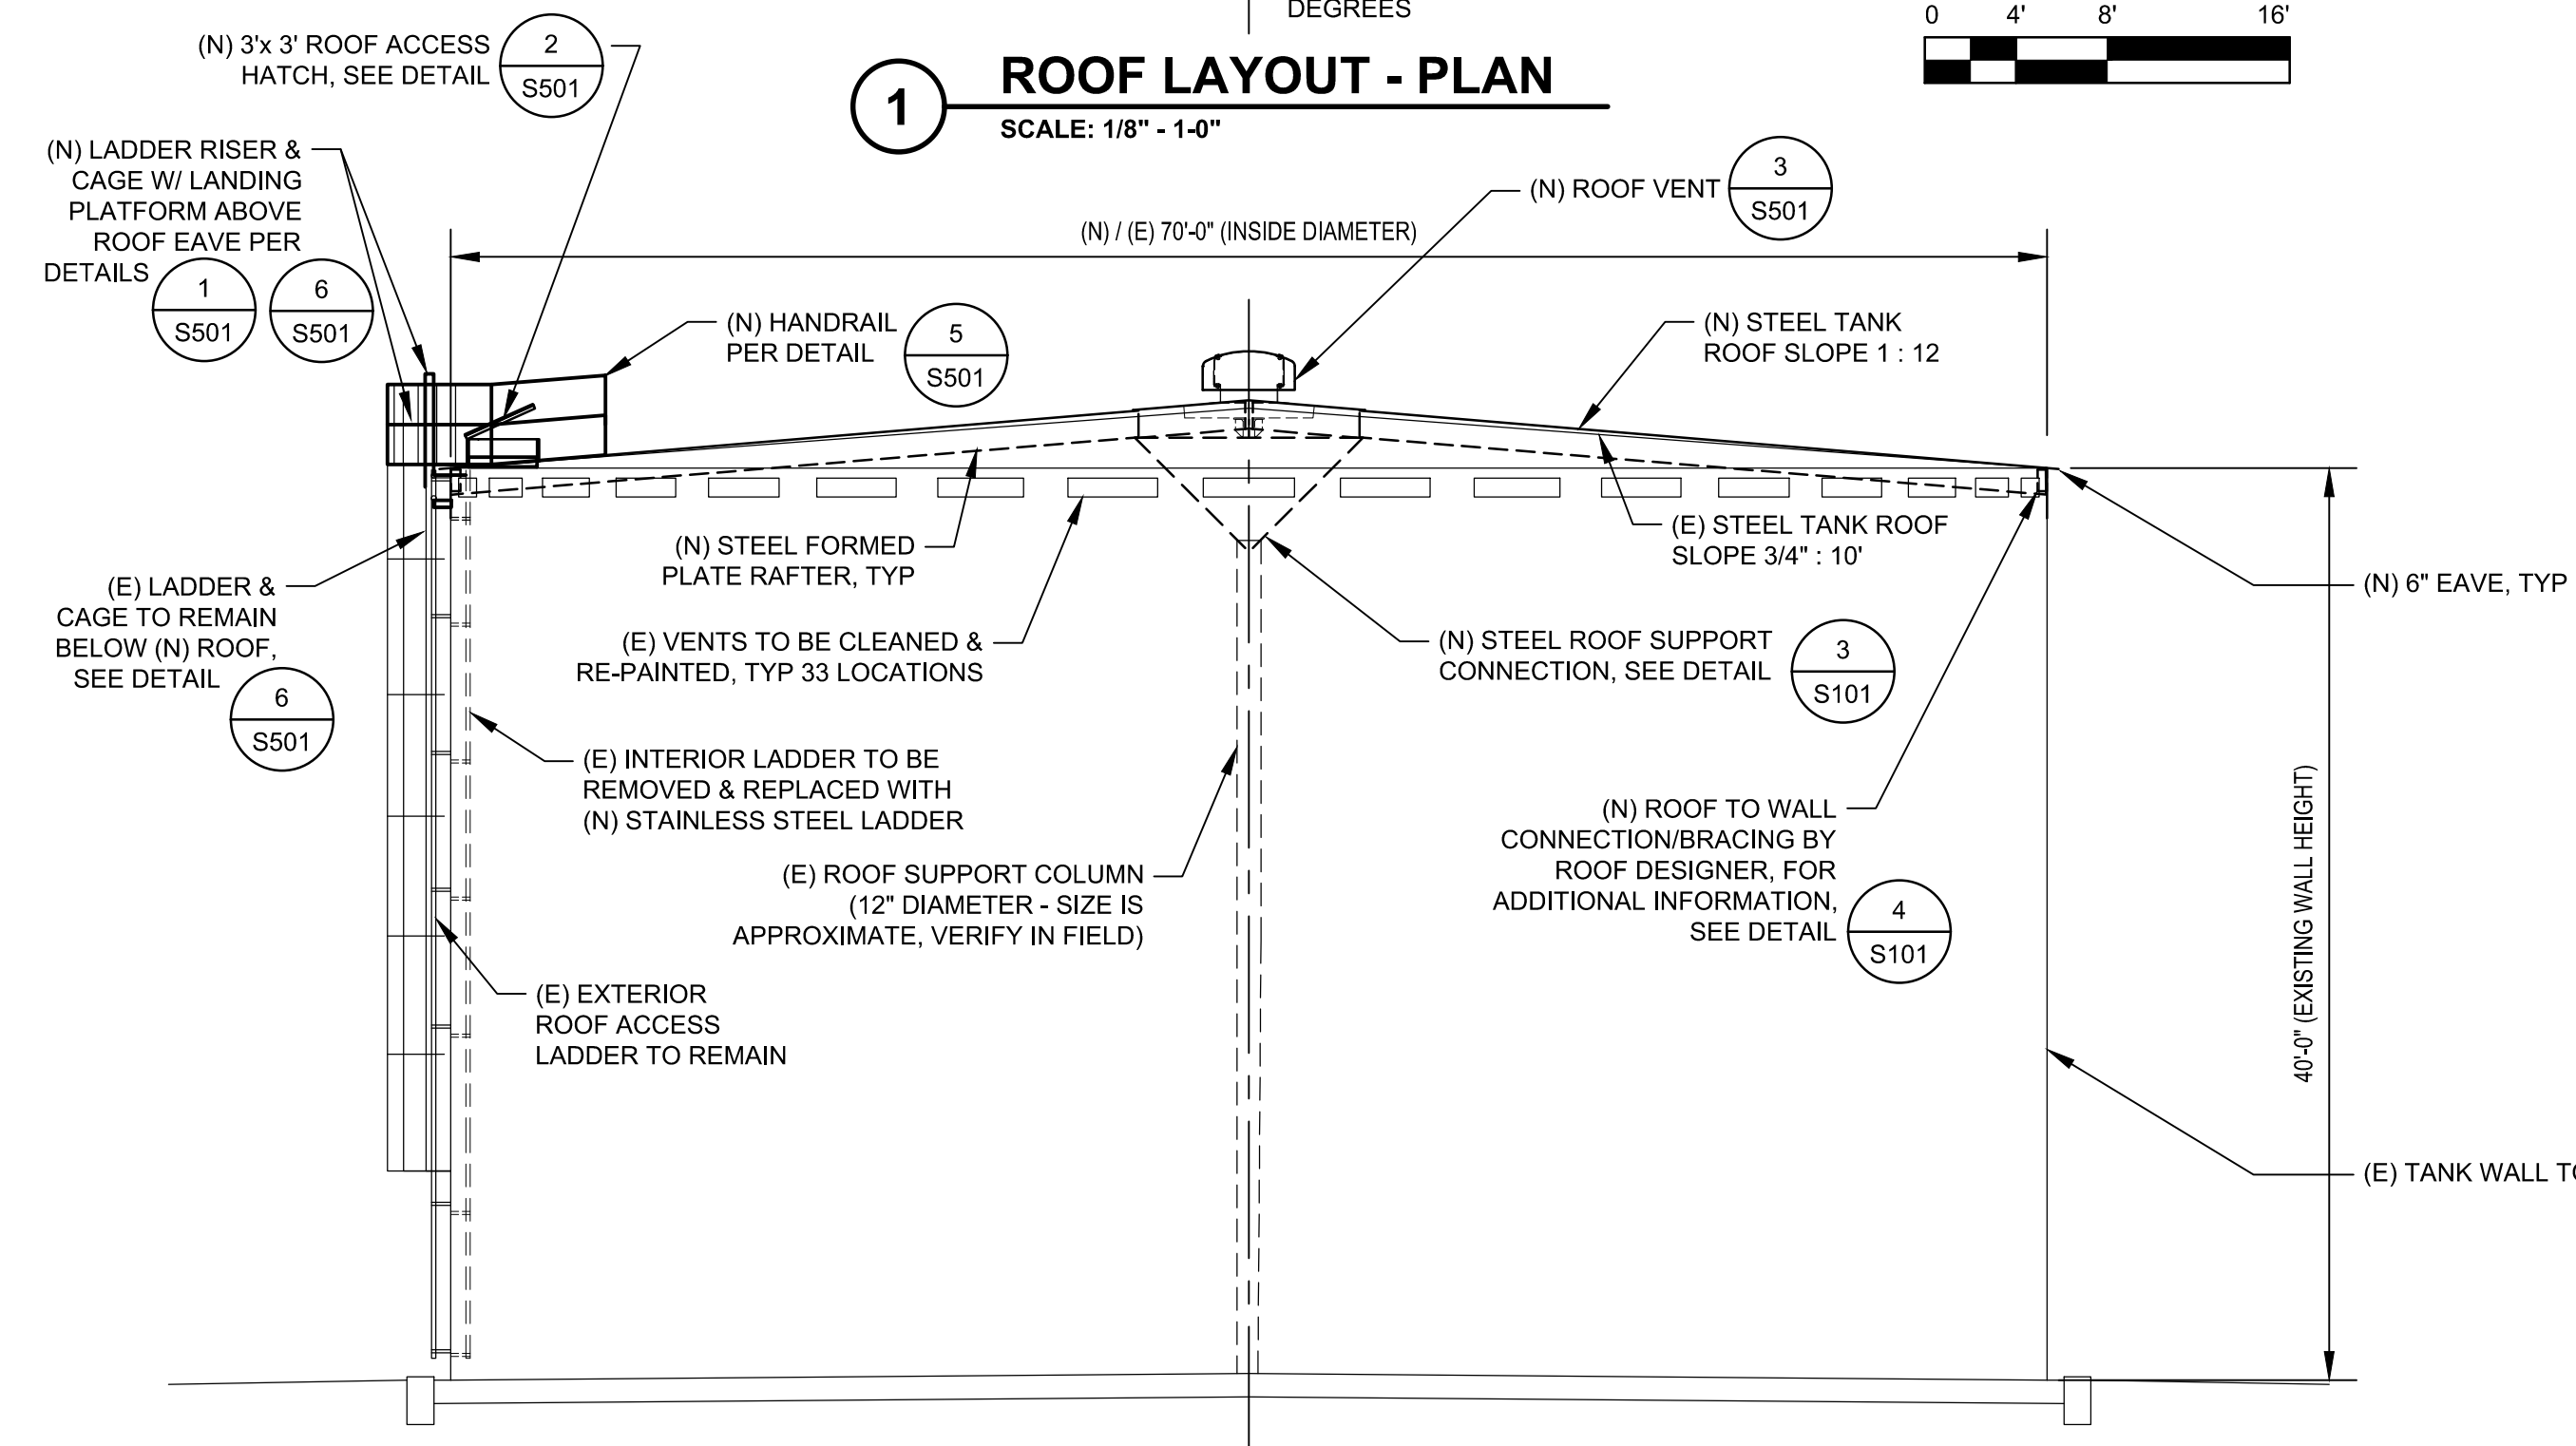 DEGREES
0 4' 8' 16'
1
ROOF LAYOUT - PLAN
SCALE: 1/8" - 1-0"
(N) 3'x 3' ROOF ACCESS
HATCH, SEE DETAIL
2
S501
(N) LADDER RISER &
CAGE W/ LANDING
PLATFORM ABOVE
ROOF EAVE PER
DETAILS
1
S501
6
S501
(N) ROOF VENT
3
S501
(N) / (E) 70'-0" (INSIDE DIAMETER)
(N) HANDRAIL
PER DETAIL
5
S501
(N) STEEL TANK
ROOF SLOPE 1 : 12
(N) STEEL FORMED
PLATE RAFTER, TYP
(E) STEEL TANK ROOF
SLOPE 3/4" : 10'
(N) 6" EAVE, TYP
(E) LADDER &
CAGE TO REMAIN
BELOW (N) ROOF,
SEE DETAIL
6
S501
(E) VENTS TO BE CLEANED &
RE-PAINTED, TYP 33 LOCATIONS
(N) STEEL ROOF SUPPORT
CONNECTION, SEE DETAIL
3
S101
(E) INTERIOR LADDER TO BE
REMOVED & REPLACED WITH
(N) STAINLESS STEEL LADDER
(N) ROOF TO WALL
CONNECTION/BRACING BY
ROOF DESIGNER, FOR
ADDITIONAL INFORMATION,
SEE DETAIL
4
S101
(E) ROOF SUPPORT COLUMN
(12" DIAMETER - SIZE IS
APPROXIMATE, VERIFY IN FIELD)
40'-0" (EXISTING WALL HEIGHT)
(E) EXTERIOR
ROOF ACCESS
LADDER TO REMAIN
(E) TANK WALL